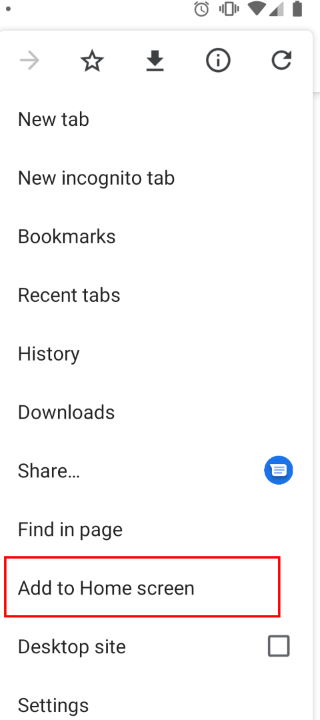 New tab
New incognito tab
Bookmarks
Recent tabs
History
Downloads
Share...
Find in page
Add to Home screen
Desktop site
Settings